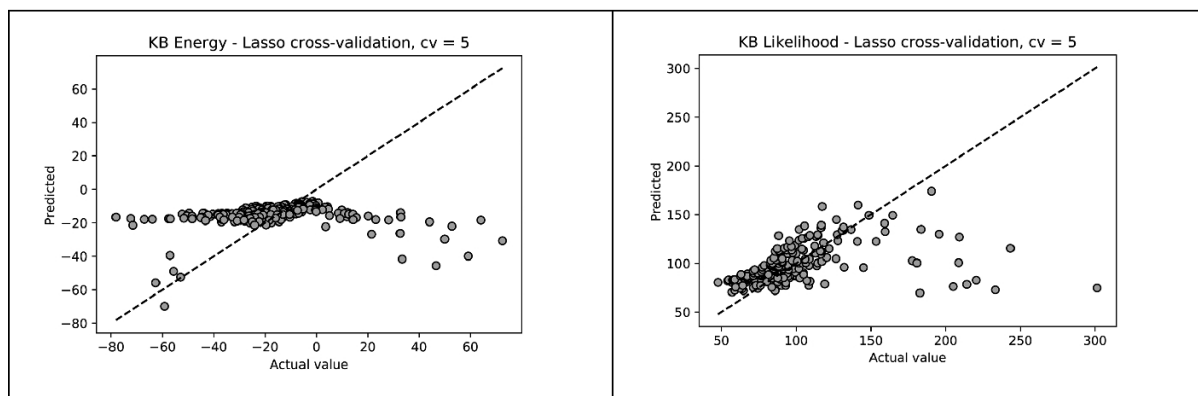 KB Energy - Lasso cross-validation, cv = 5
60
40
20
0
−20
−40
−60
−80
Predicted
−80 −60 −40 −20 0 20 40 60
Actual value
KB Likelihood - Lasso cross-validation, cv = 5
300
250
200
150
100
50
Predicted
50 100 150 200 250 300
Actual value